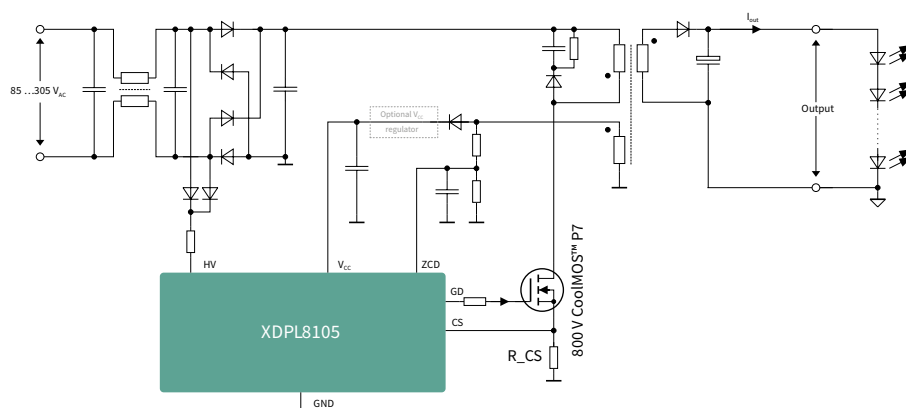 I_out
85 ...305 V_AC
Optional V_CC
regulator
Output
HV
V_CC
ZCD
GD
XDPL8105
CS
R_CS
800 V CoolMOS™ P7
GND